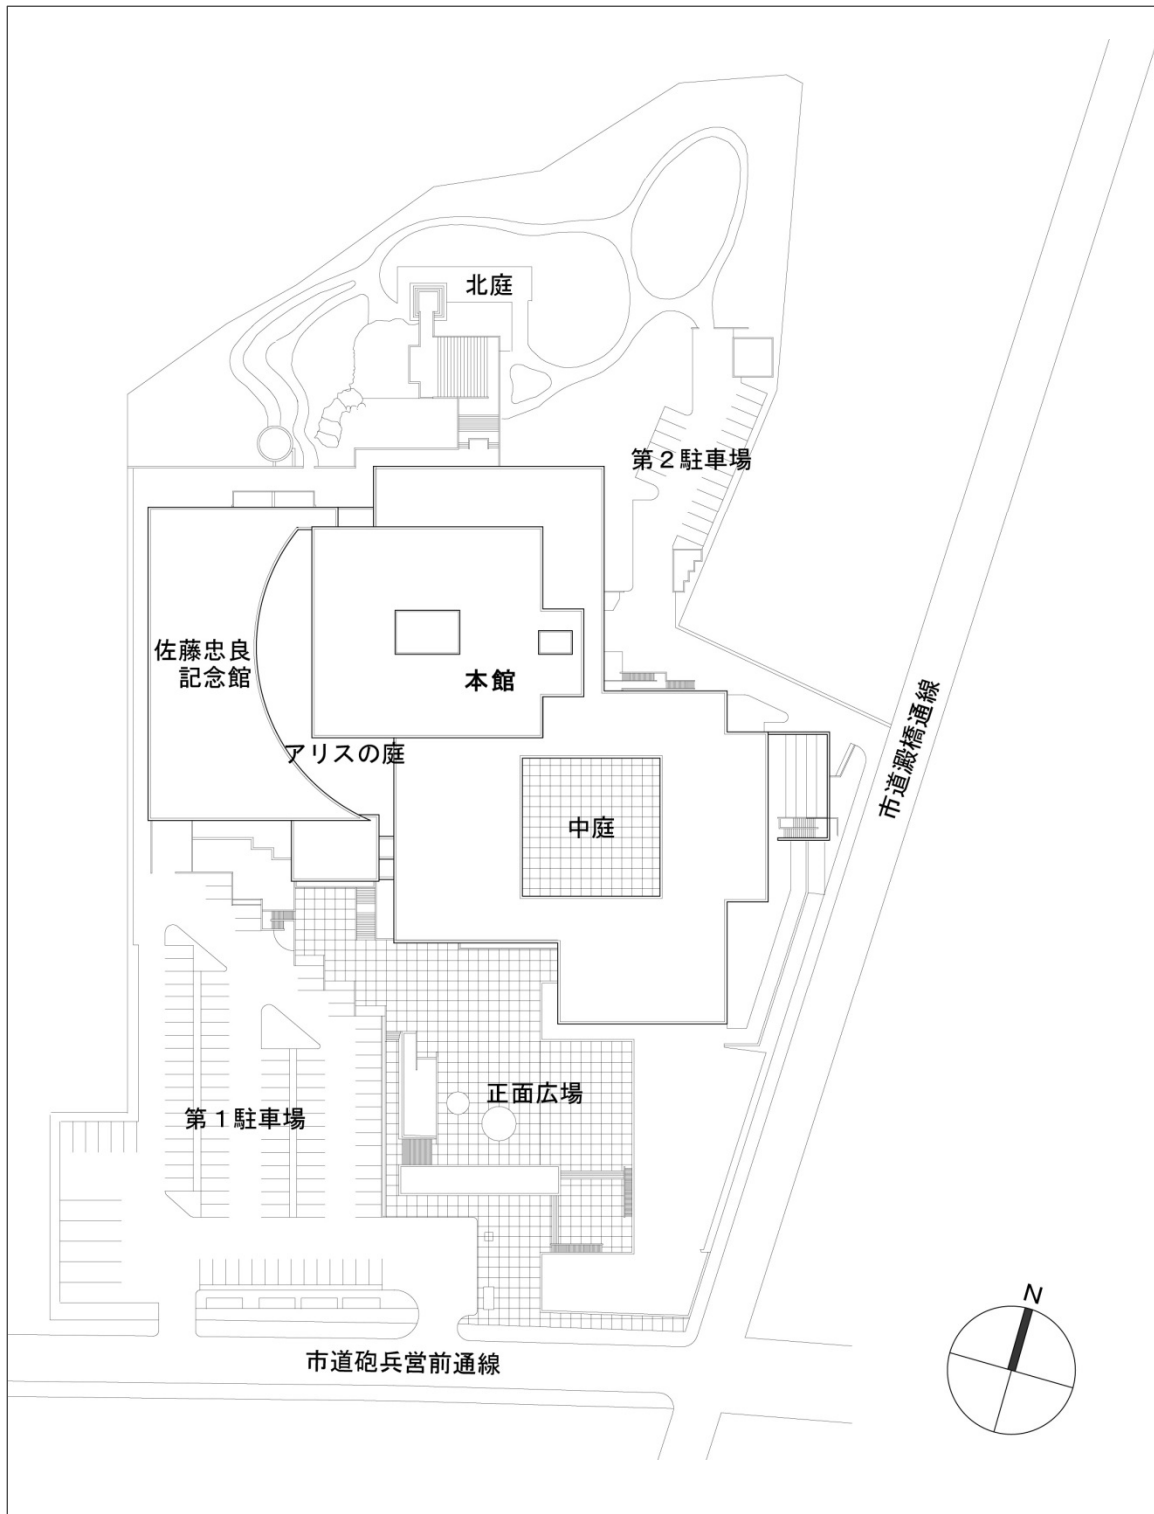 北庭
第２駐車場
佐藤忠良
記念館
本館
アリスの庭
中庭
市道澱橋通線
正面広場
第１駐車場
市道砲兵営前通線
N